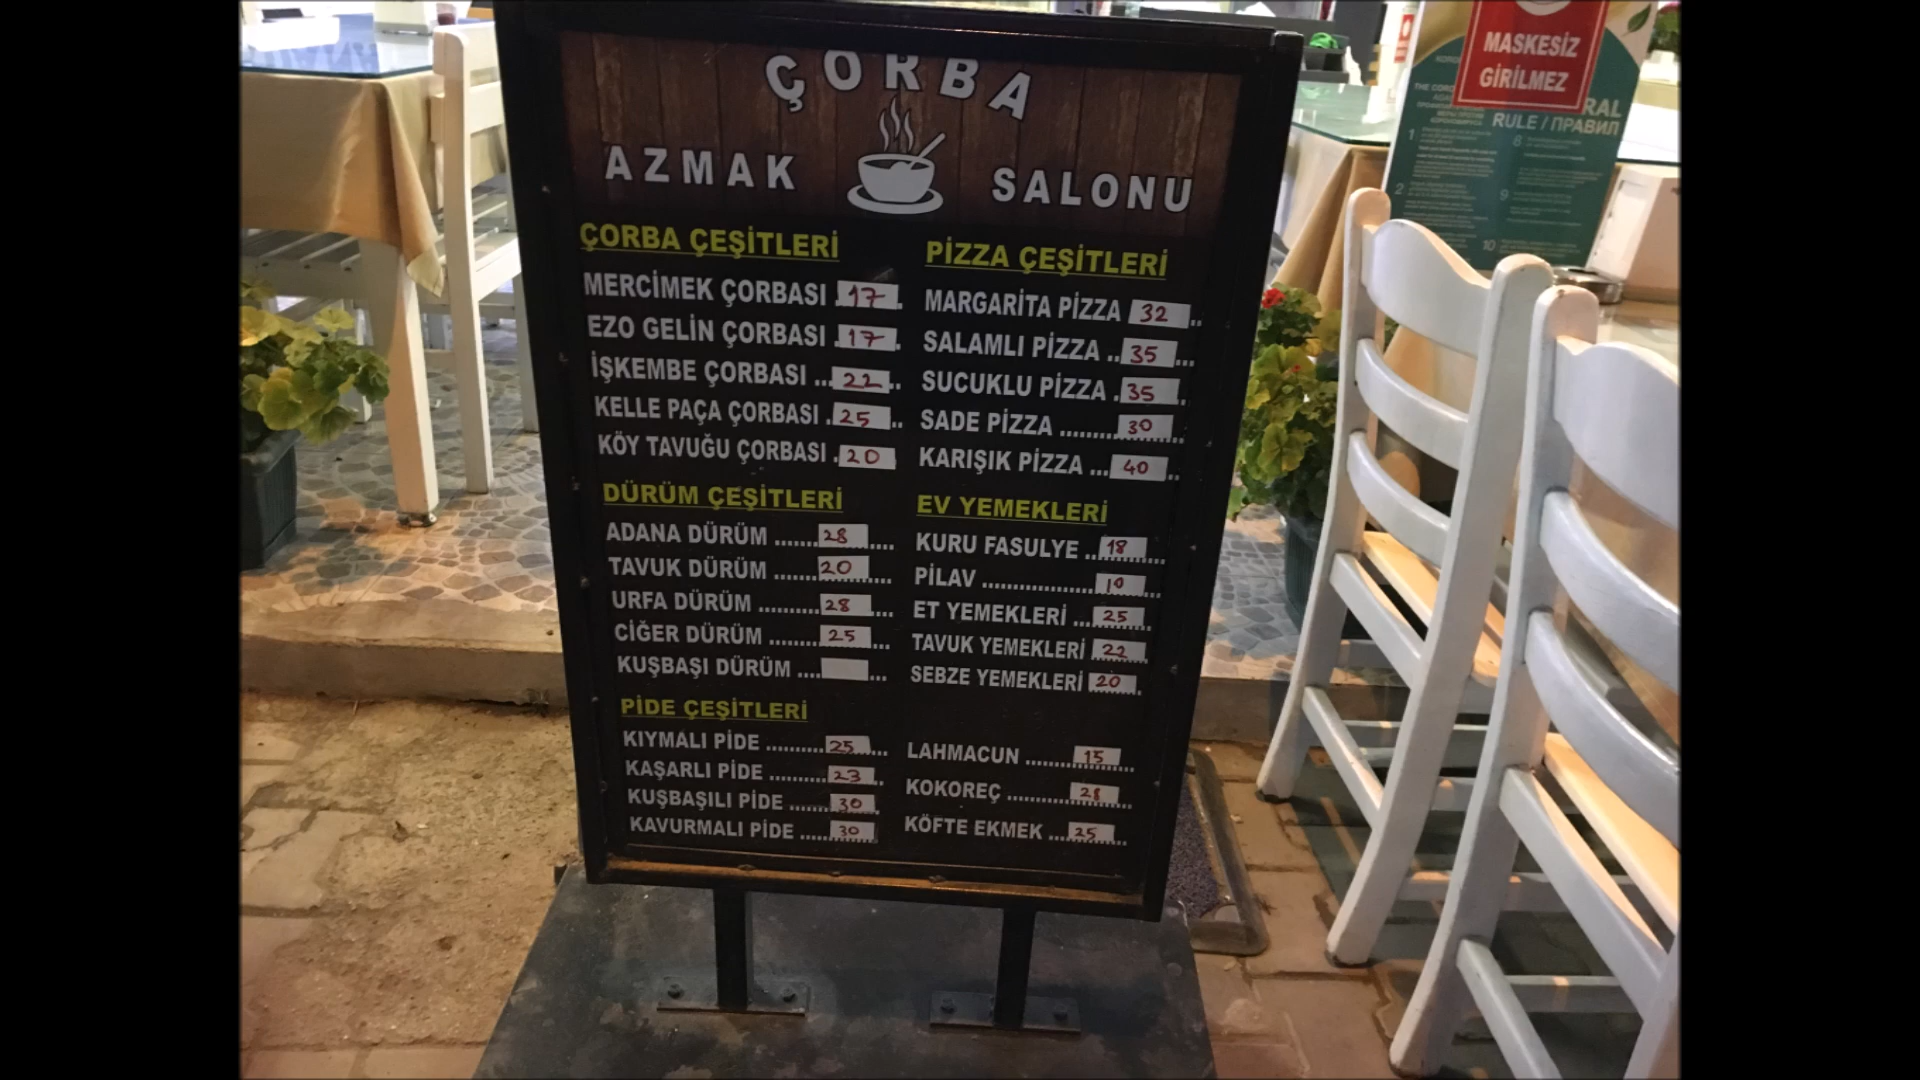 ÇORBA
AZMAK SALONU
ÇORBA ÇEŞİTLERİ
MERCİMEK ÇORBASI . 17 .
EZO GELİN ÇORBASI . 17 .
İŞKEMBE ÇORBASI ... 22 ..
KELLE PAÇA ÇORBASI . 25 ..
KÖY TAVUĞU ÇORBASI . 20
DÜRÜM ÇEŞİTLERİ
ADANA DÜRÜM ....... 28 ....
TAVUK DÜRÜM ....... 20 ....
URFA DÜRÜM .......... 28 ....
CİĞER DÜRÜM ......... 25 ...
KUŞBAŞI DÜRÜM .... ...
PİDE ÇEŞİTLERİ
KIYMALI PİDE .......... 25 ...
KAŞARLI PİDE ......... 23 ..
KUŞBAŞILI PİDE ....... 30 .
KAVURMALI PİDE ...... 30
PİZZA ÇEŞİTLERİ
MARGARİTA PİZZA 32 ..
SALAMLI PİZZA .. 35 ...
SUCUKLU PİZZA . 35 .
SADE PİZZA ......... 30 ..
KARIŞIK PİZZA ... 40 ..
EV YEMEKLERİ
KURU FASULYE .. 18 ...
PİLAV .................... 10 ...
ET YEMEKLERİ .... 25 .
TAVUK YEMEKLERİ 22
SEBZE YEMEKLERİ 20 .
LAHMACUN ......... 15 ...
KOKOREÇ ............ 28 ..
KÖFTE EKMEK .... 25 ...
MASKESİZ
GİRİLMEZ
RAL
RULE / ПРАВИЛ
1
6
2
9
10